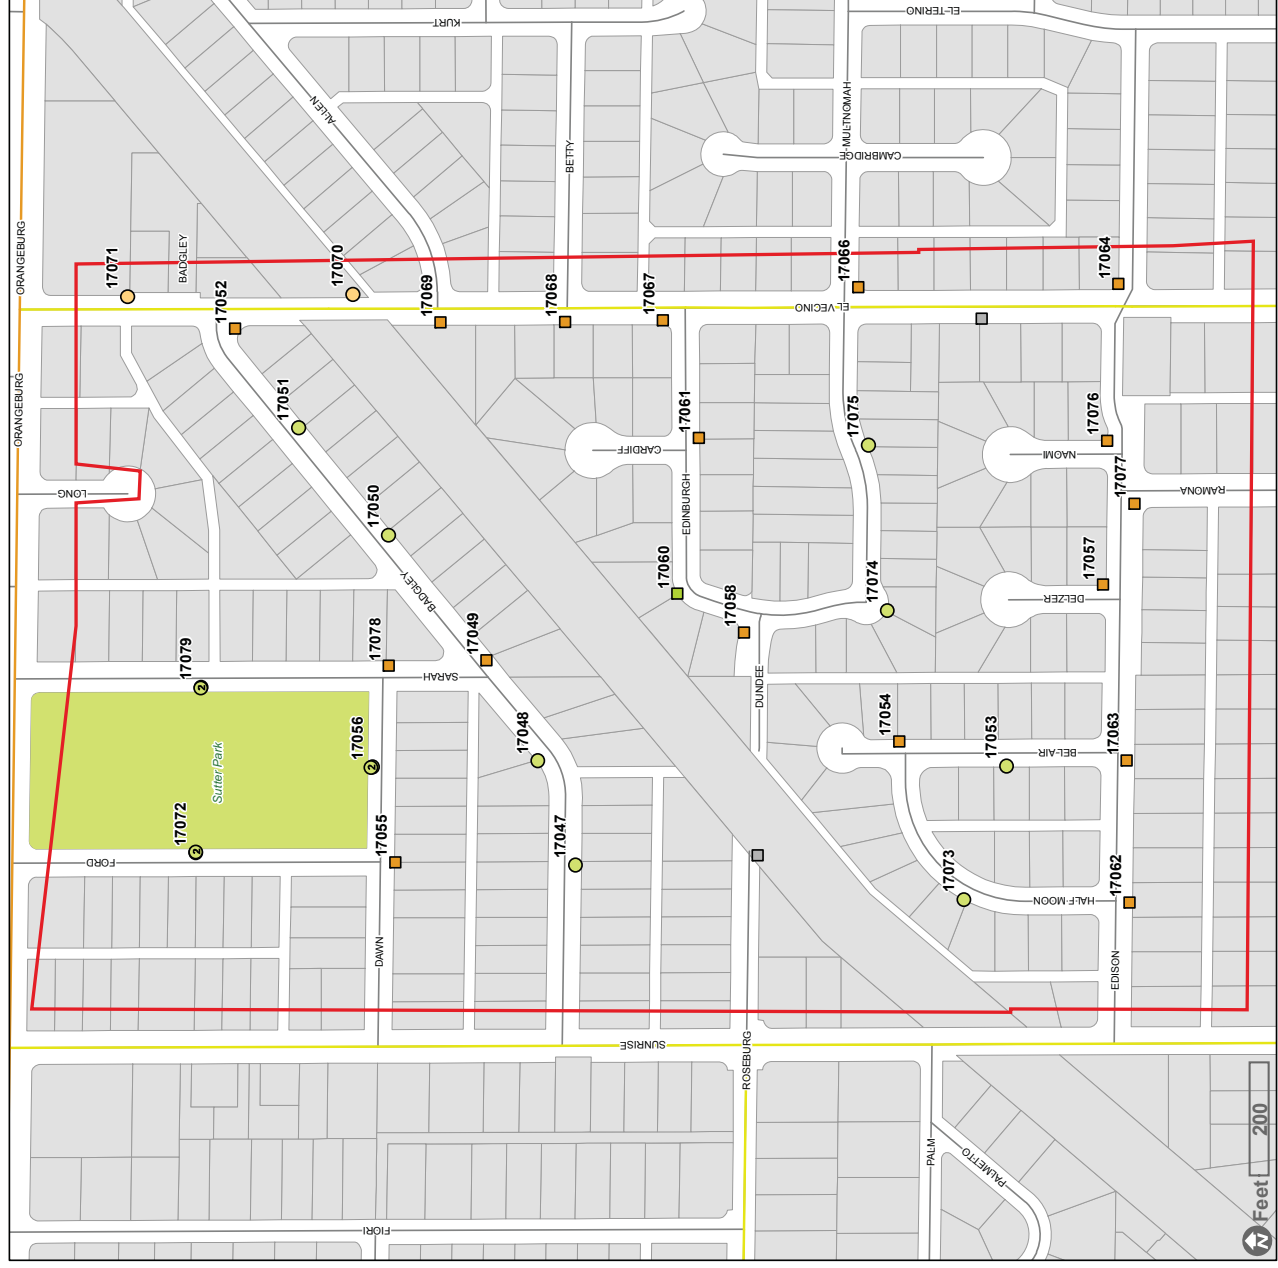 KURT
EL TERINO
ALLEN
BETTY
MULTNOMAH
CAMBRIDGE
ORANGEBURG
17071
BADGLEY
17070
17066
17064
17052
17069
17068
17067
EL VECINO
ORANGEBURG
17051
17061
17075
17076
CARDIFF
NAOMI
17077
LONG
17050
EDINBURGH
RAMONA
17060
17058
17074
17057
BADGLEY
DELZER
17049
17078
17079
SARAH
DUNDEE
17048
17056
Sutter Park
17054
17053
17063
BEL AIR
17072
17055
17047
FORD
17073
17062
HALF MOON
DAWN
EDISON
SUNRISE
ROSEBURG
PALM
PALMETTO
FIORI
2
2
2
200
Feet
N